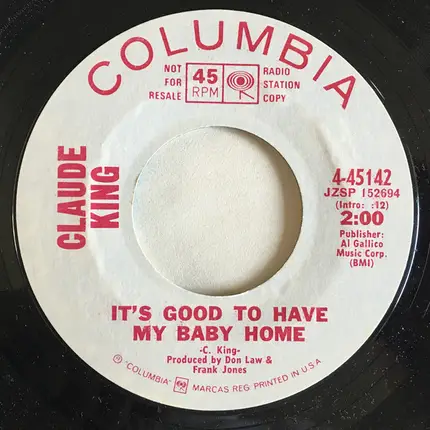 COLUMBIA
NOT FOR RESALE
45 RPM
RADIO STATION COPY
CLAUDE KING
4-45142
JZSP 152694
(Intro: :12)
2:00
Publisher:
Al Gallico
Music Corp.
(BMI)
IT'S GOOD TO HAVE
MY BABY HOME
-C. King-
Produced by Don Law &
Frank Jones
Ⓟ "COLUMBIA" MARCAS REG. PRINTED IN U.S.A.